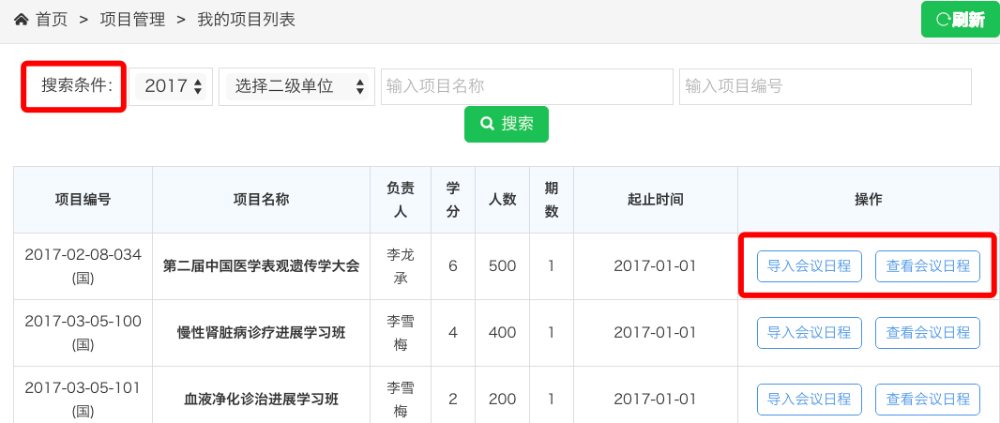 首页 > 项目管理 > 我的项目列表
刷新
搜索条件: 2017 选择二级单位 输入项目名称 输入项目编号
搜索
项目编号 项目名称 负责人 学分 人数 期数 起止时间 操作
2017-02-08-034(国) 第二届中国医学表观遗传学大会 李龙承 6 500 1 2017-01-01 导入会议日程 查看会议日程
2017-03-05-100(国) 慢性肾脏病诊疗进展学习班 李雪梅 4 400 1 2017-01-01 导入会议日程 查看会议日程
2017-03-05-101(国) 血液净化诊治进展学习班 李雪梅 2 200 1 2017-01-01 导入会议日程 查看会议日程